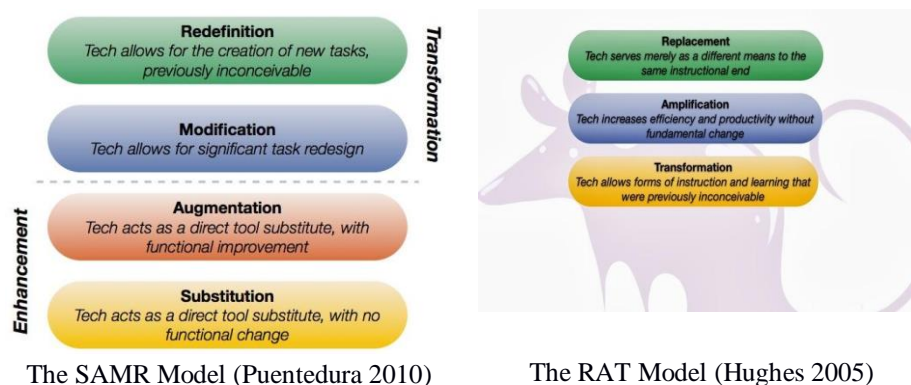 Redefinition
Tech allows for the creation of new tasks,
previously inconceivable
Modification
Tech allows for significant task redesign
Transformation
Augmentation
Tech acts as a direct tool substitute, with
functional improvement
Substitution
Tech acts as a direct tool substitute, with no
functional change
Enhancement
The SAMR Model (Puentedura 2010)
Replacement
Tech serves merely as a different means to the
same instructional end
Amplification
Tech increases efficiency and productivity without
fundamental change
Transformation
Tech allows forms of instruction and learning that
were previously inconceivable
The RAT Model (Hughes 2005)